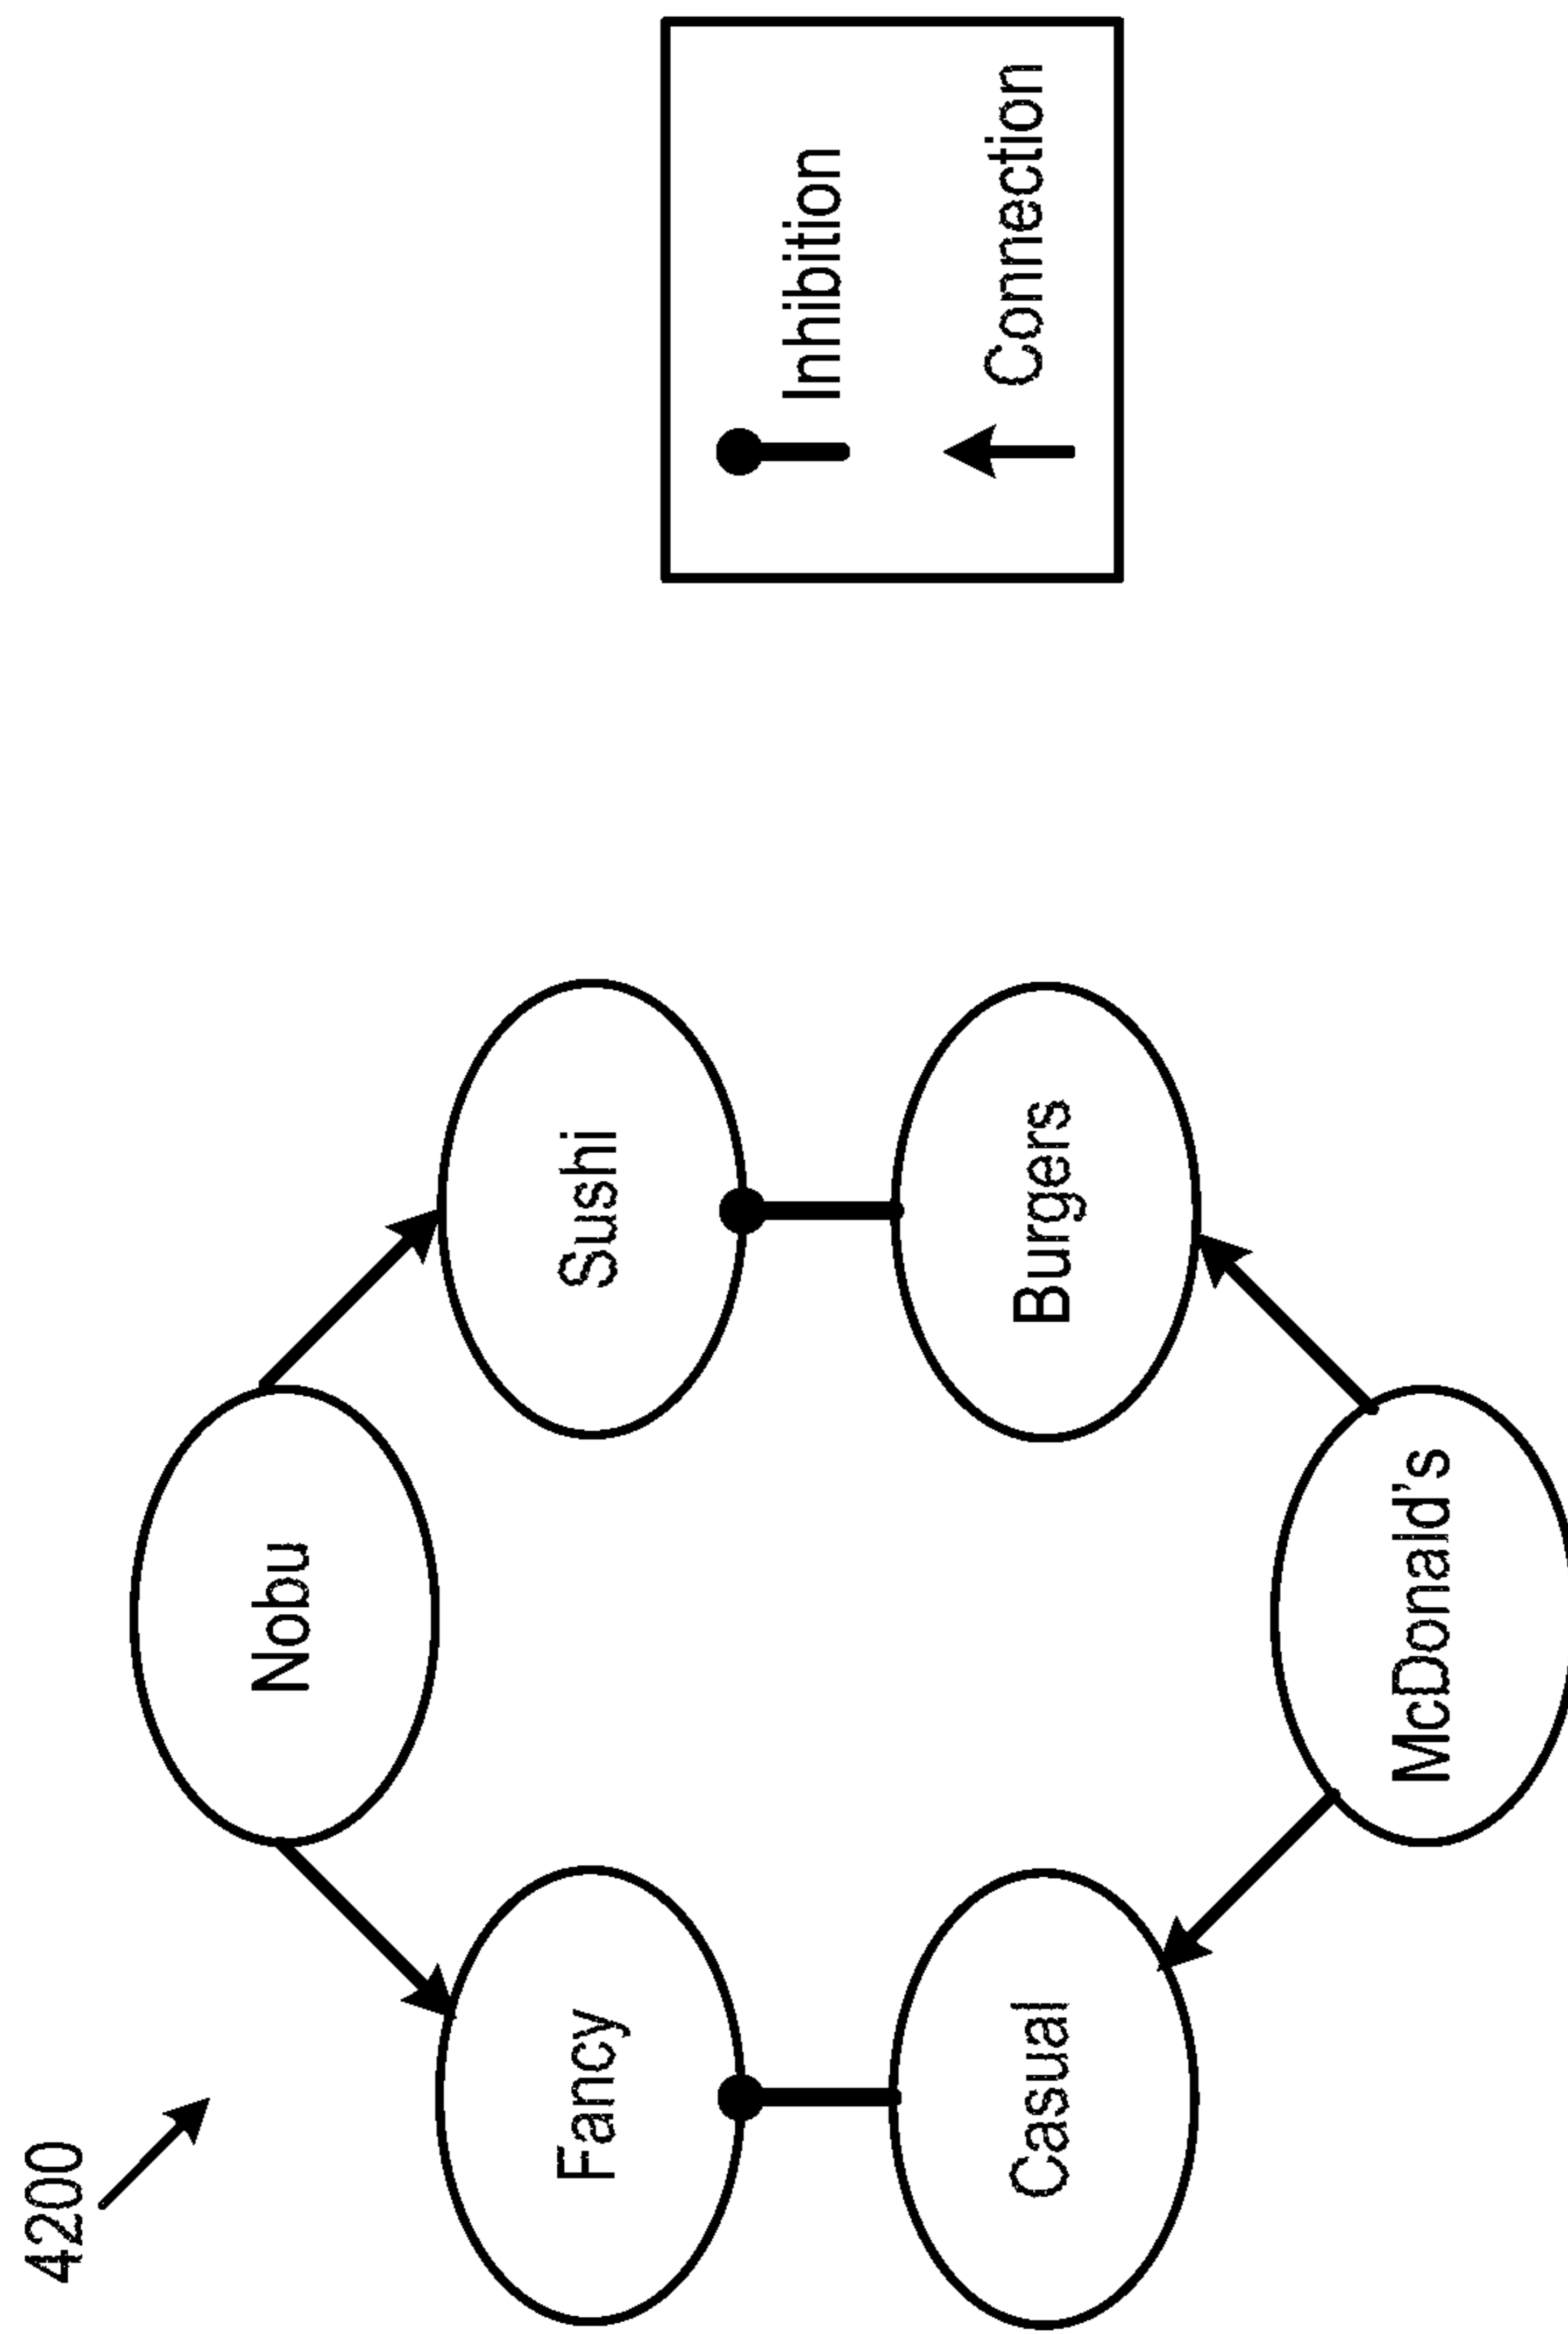 4200
Nobu
Fancy
Sushi
Casual
Burgers
McDonald's
Inhibition
Connection